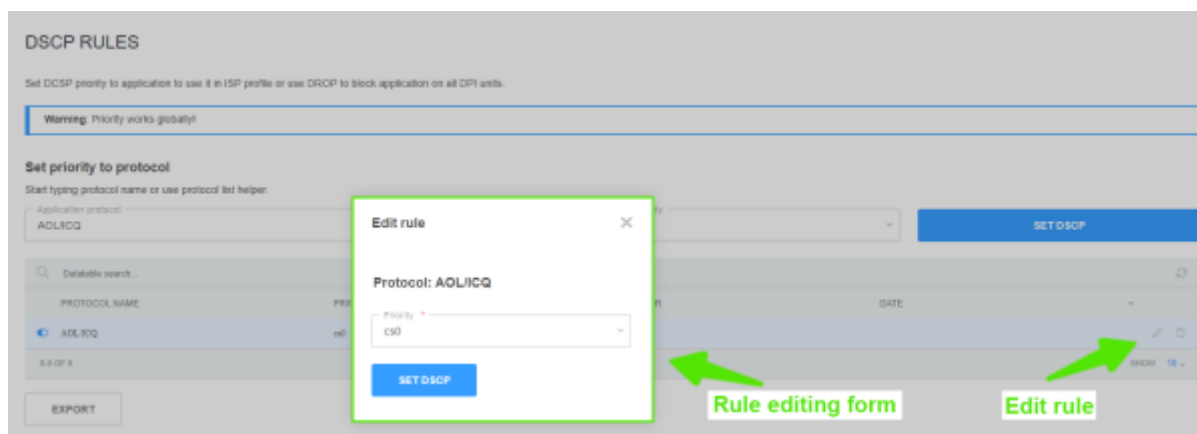 DSCP RULES
Set DCSP priority to application to use it in ISP profile or use DROP to block application on all DPI units.
Warning: Priority works globally!
Set priority to protocol
Start typing protocol name or use protocol list helper.
Application protocol
AOL/ICQ
SET DSCP
Edit rule
Protocol: AOL/ICQ
Priority *
cs0
SET DSCP
Datatable search...
PROTOCOL NAME
DATE
AOL/ICQ
cs0
SHOW 10
EXPORT
Rule editing form
Edit rule